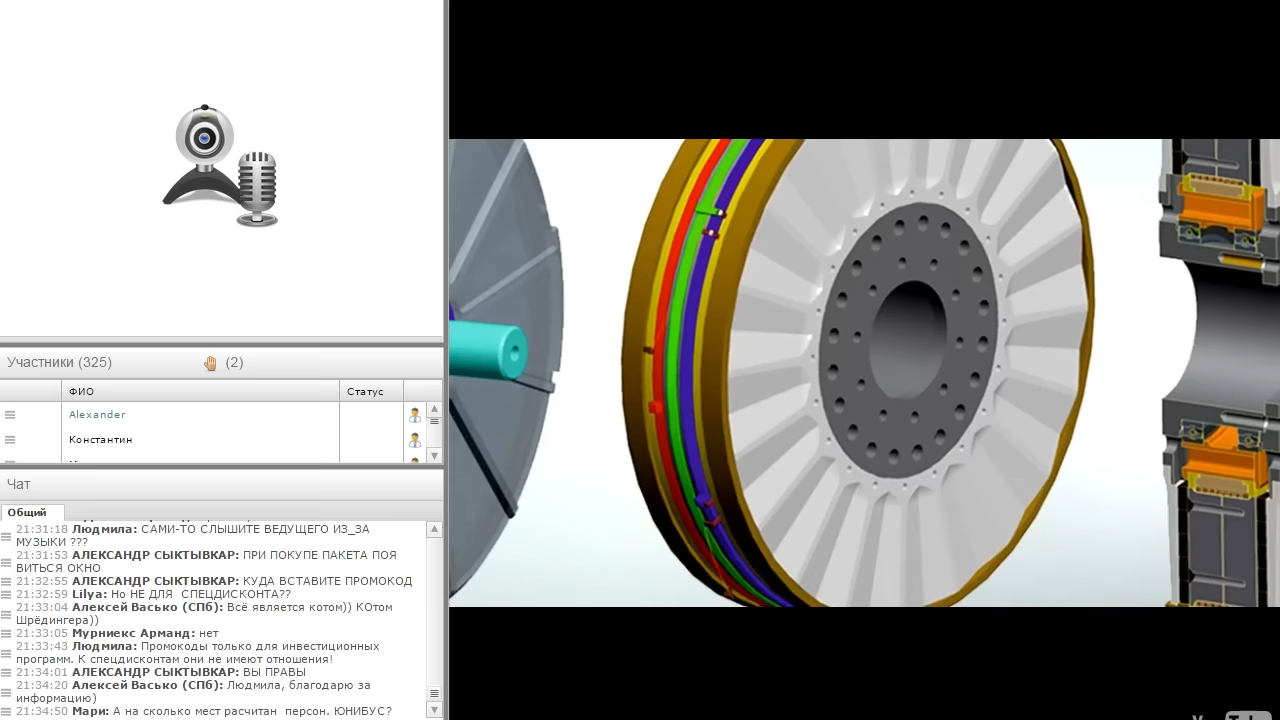 Участники (325) (2)
ФИО Статус
Alexander
Константин
Чат
Общий
21:31:18 Людмила: САМИ-ТО СЛЫШИТЕ ВЕДУЩЕГО ИЗ_ЗА
МУЗЫКИ ???
21:31:53 АЛЕКСАНДР СЫКТЫВКАР: ПРИ ПОКУПЕ ПАКЕТА ПОЯ
ВИТЬСЯ ОКНО
21:32:55 АЛЕКСАНДР СЫКТЫВКАР: КУДА ВСТАВИТЕ ПРОМОКОД
21:32:59 Lilya: Но НЕ ДЛЯ СПЕЦДИСКОНТА??
21:33:04 Алексей Васько (СПб): Всё является котом)) КОтом
Шрёдингера))
21:33:05 Мурниекс Арманд: нет
21:33:43 Людмила: Промокоды только для инвестиционных
программ. К спецдисконтам они не имеют отношения!
21:34:01 АЛЕКСАНДР СЫКТЫВКАР: ВЫ ПРАВЫ
21:34:20 Алексей Васько (СПб): Людмила, благодарю за
информацию)
21:34:50 Мари: А на сколько мест расчитан персон. ЮНИБУС?